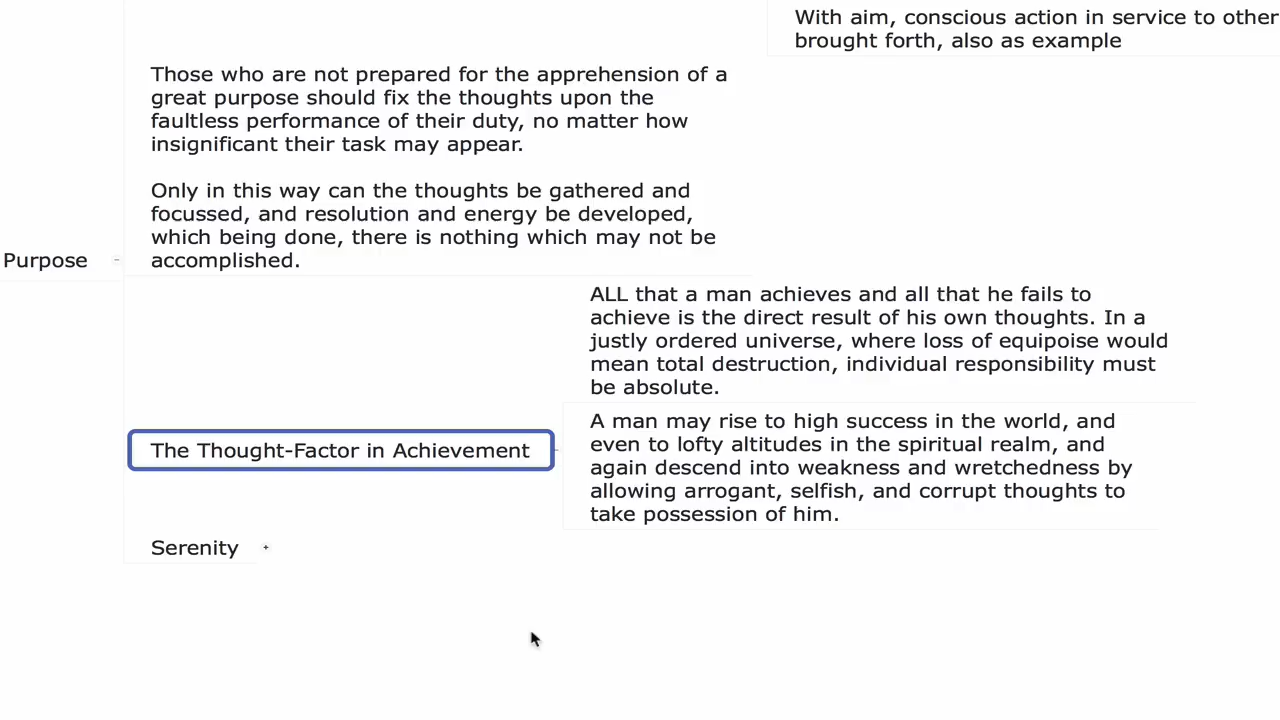 With aim, conscious action in service to other
brought forth, also as example
Those who are not prepared for the apprehension of a
great purpose should fix the thoughts upon the
faultless performance of their duty, no matter how
insignificant their task may appear.
Only in this way can the thoughts be gathered and
focussed, and resolution and energy be developed,
which being done, there is nothing which may not be
accomplished.
Purpose
ALL that a man achieves and all that he fails to
achieve is the direct result of his own thoughts. In a
justly ordered universe, where loss of equipoise would
mean total destruction, individual responsibility must
be absolute.
The Thought-Factor in Achievement
A man may rise to high success in the world, and
even to lofty altitudes in the spiritual realm, and
again descend into weakness and wretchedness by
allowing arrogant, selfish, and corrupt thoughts to
take possession of him.
Serenity